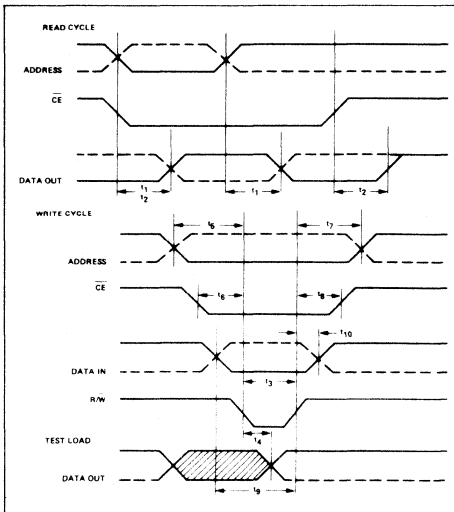 READ CYCLE
ADDRESS
CE
DATA OUT
t1
t2
t1
t2
WRITE CYCLE
t5
t7
ADDRESS
CE
t6
t8
t10
DATA IN
t3
R/W
t4
TEST LOAD
DATA OUT
t9